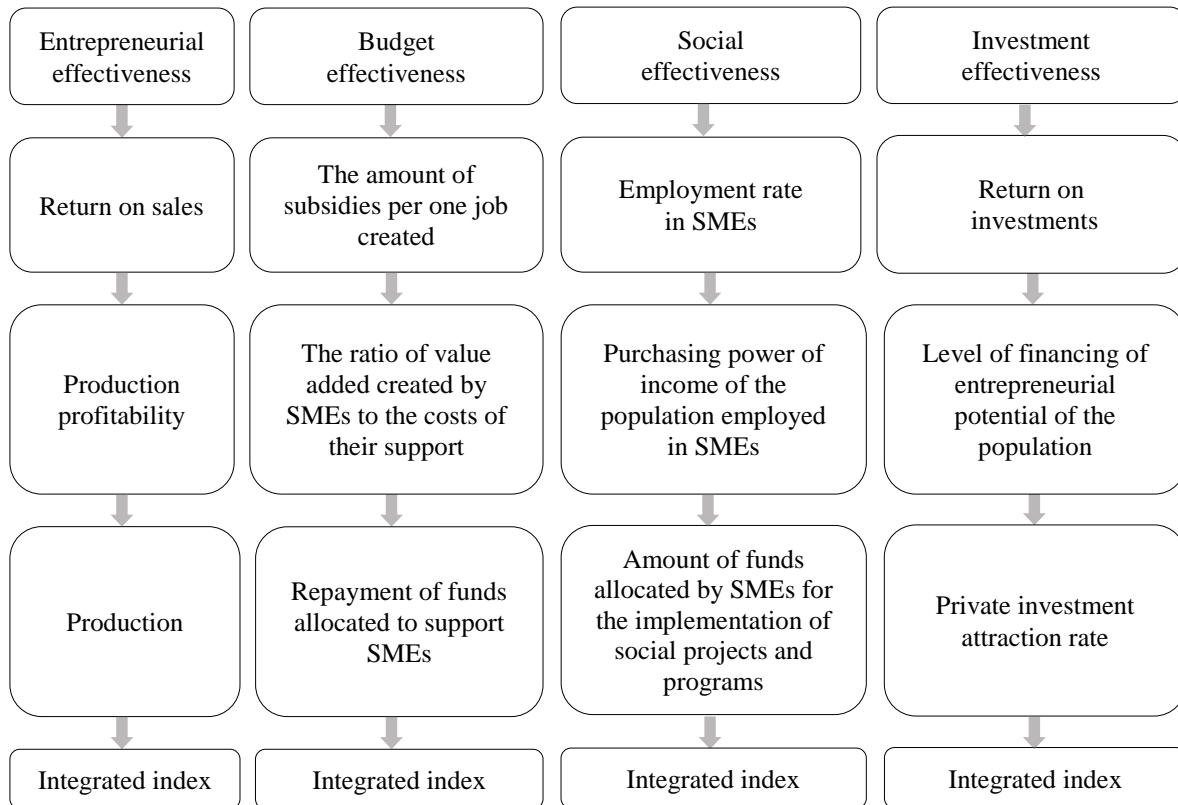 Entrepreneurial
effectiveness
Budget
effectiveness
Social
effectiveness
Investment
effectiveness
Return on sales
The amount of
subsidies per one job
created
Employment rate
in SMEs
Return on
investments
Production
profitability
The ratio of value
added created by
SMEs to the costs of
their support
Purchasing power of
income of the
population employed
in SMEs
Level of financing of
entrepreneurial
potential of the
population
Production
Repayment of funds
allocated to support
SMEs
Amount of funds
allocated by SMEs for
the implementation of
social projects and
programs
Private investment
attraction rate
Integrated index
Integrated index
Integrated index
Integrated index